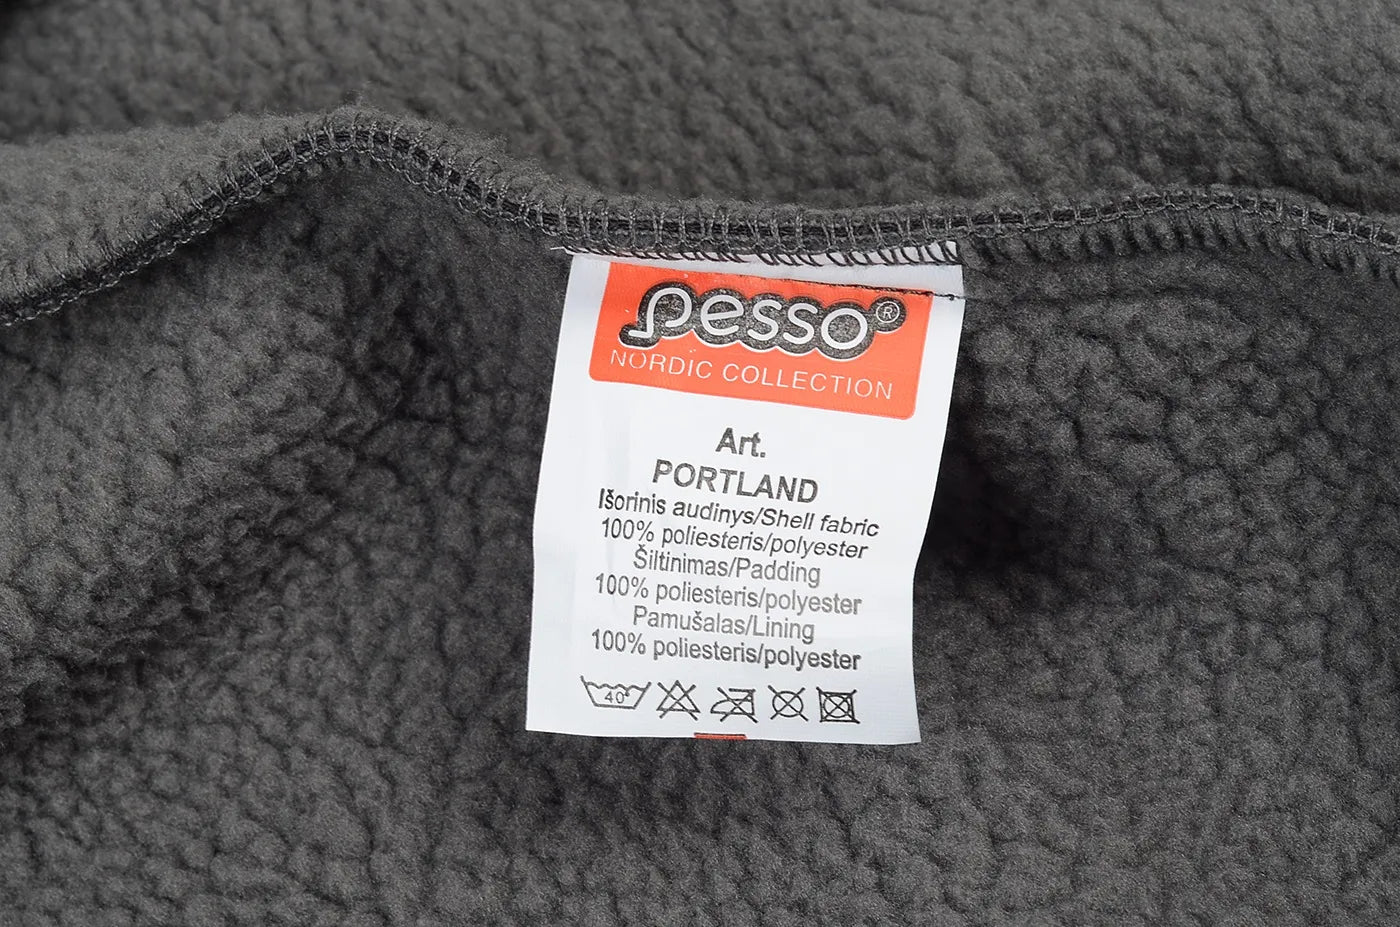 pesso®
NORDIC COLLECTION
Art.
PORTLAND
Išorinis audinys/Shell fabric
100% poliesteris/polyester
Šiltinimas/Padding
100% poliesteris/polyester
Pamušalas/Lining
100% poliesteris/polyester
40°